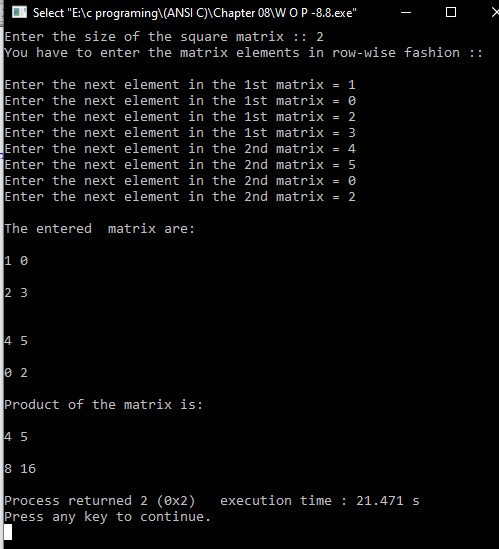 Select "E:\c programing\(ANSI C)\Chapter 08\W O P -8.8.exe"
Enter the size of the square matrix :: 2
You have to enter the matrix elements in row-wise fashion ::
Enter the next element in the 1st matrix = 1
Enter the next element in the 1st matrix = 0
Enter the next element in the 1st matrix = 2
Enter the next element in the 1st matrix = 3
Enter the next element in the 2nd matrix = 4
Enter the next element in the 2nd matrix = 5
Enter the next element in the 2nd matrix = 0
Enter the next element in the 2nd matrix = 2
The entered  matrix are:
1 0
2 3
4 5
0 2
Product of the matrix is:
4 5
8 16
Process returned 2 (0x2)   execution time : 21.471 s
Press any key to continue.